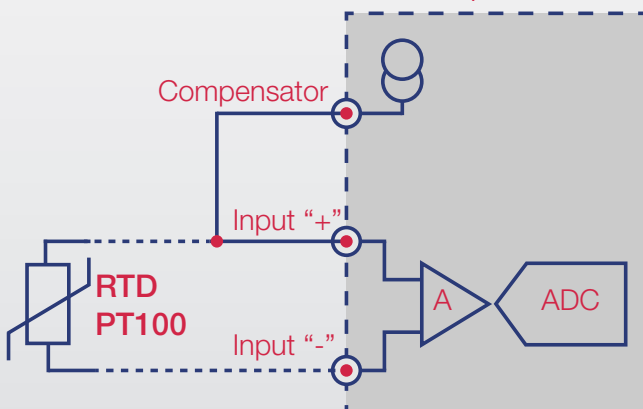 Compensator
Input “+”
RTD
PT100
A
ADC
Input “-”